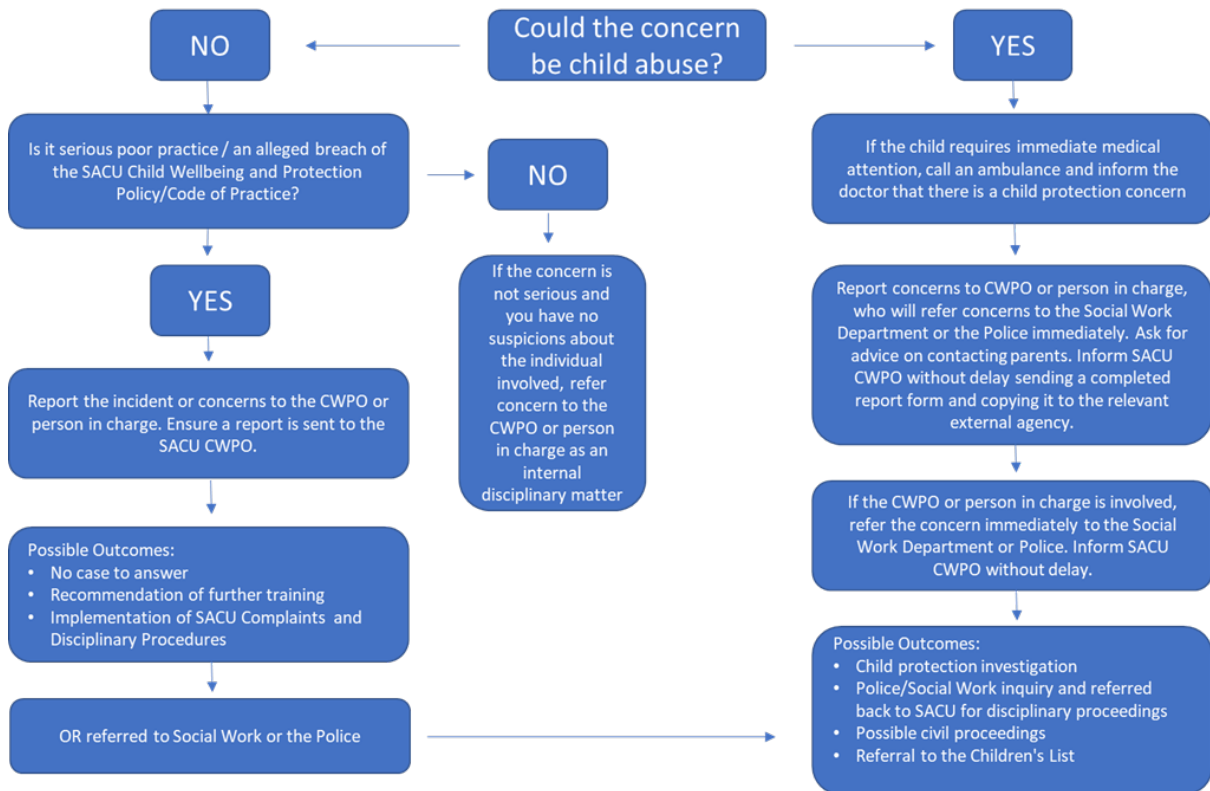 Could the concern
be child abuse?
NO
YES
Is it serious poor practice / an alleged breach of
the SACU Child Wellbeing and Protection
Policy/Code of Practice?
NO
If the concern is
not serious and
you have no
suspicions about
the individual
involved, refer
concern to the
CWPO or person
in charge as an
internal
disciplinary matter
YES
Report the incident or concerns to the CWPO or
person in charge. Ensure a report is sent to the
SACU CWPO.
Possible Outcomes:
• No case to answer
• Recommendation of further training
• Implementation of SACU Complaints and
Disciplinary Procedures
OR referred to Social Work or the Police
If the child requires immediate medical
attention, call an ambulance and inform the
doctor that there is a child protection concern
Report concerns to CWPO or person in charge,
who will refer concerns to the Social Work
Department or the Police immediately. Ask for
advice on contacting parents. Inform SACU
CWPO without delay sending a completed
report form and copying it to the relevant
external agency.
If the CWPO or person in charge is involved,
refer the concern immediately to the Social
Work Department or Police. Inform SACU
CWPO without delay.
Possible Outcomes:
• Child protection investigation
• Police/Social Work inquiry and referred
back to SACU for disciplinary proceedings
• Possible civil proceedings
• Referral to the Children's List